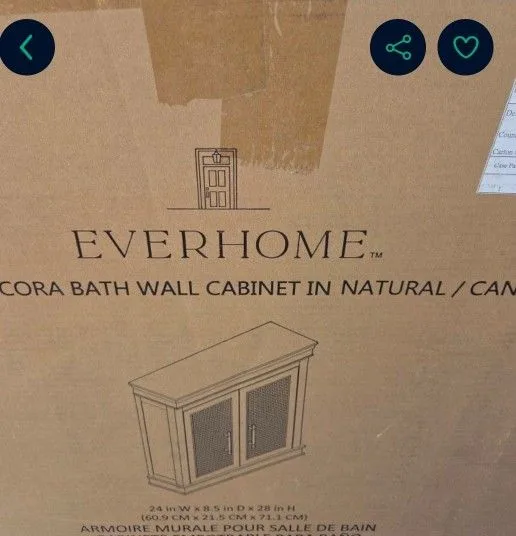 EVERHOME™
CORA BATH WALL CABINET IN NATURAL / CAN
24 in W x 8.5 in D x 28 in H
(60.9 CM x 21.5 CM x 71.1 CM)
ARMOIRE MURALE POUR SALLE DE BAIN